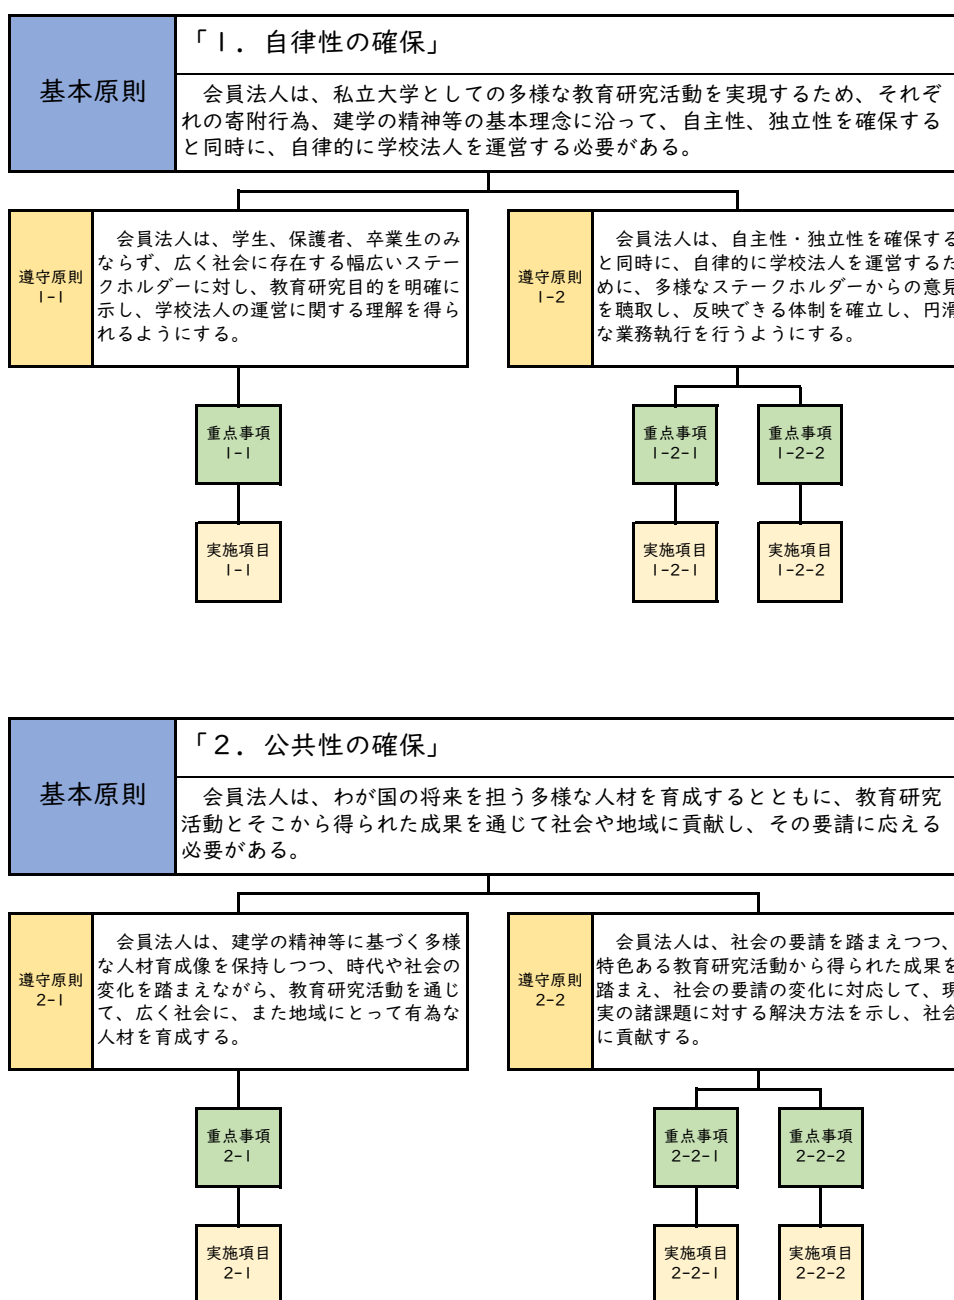 基本原則
「1．自律性の確保」
会員法人は、私立大学としての多様な教育研究活動を実現するため、それぞ
れの寄附行為、建学の精神等の基本理念に沿って、自主性、独立性を確保する
と同時に、自律的に学校法人を運営する必要がある。
遵守原則
1-1
会員法人は、学生、保護者、卒業生のみ
ならず、広く社会に存在する幅広いステー
クホルダーに対し、教育研究目的を明確に
示し、学校法人の運営に関する理解を得ら
れるようにする。
遵守原則
1-2
会員法人は、自主性・独立性を確保する
と同時に、自律的に学校法人を運営するた
めに、多様なステークホルダーからの意見
を聴取し、反映できる体制を確立し、円滑
な業務執行を行うようにする。
重点事項
1-1
重点事項
1-2-1
重点事項
1-2-2
実施項目
1-1
実施項目
1-2-1
実施項目
1-2-2
基本原則
「2．公共性の確保」
会員法人は、わが国の将来を担う多様な人材を育成するとともに、教育研究
活動とそこから得られた成果を通じて社会や地域に貢献し、その要請に応える
必要がある。
遵守原則
2-1
会員法人は、建学の精神等に基づく多様
な人材育成像を保持しつつ、時代や社会の
変化を踏まえながら、教育研究活動を通じ
て、広く社会に、また地域にとって有為な
人材を育成する。
遵守原則
2-2
会員法人は、社会の要請を踏まえつつ、
特色ある教育研究活動から得られた成果を
踏まえ、社会の要請の変化に対応して、現
実の諸課題に対する解決方法を示し、社会
に貢献する。
重点事項
2-1
重点事項
2-2-1
重点事項
2-2-2
実施項目
2-1
実施項目
2-2-1
実施項目
2-2-2